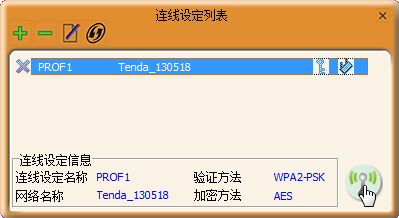 连线设定列表
PROF1 Tenda_130518
连线设定信息
连线设定名称 PROF1 验证方法 WPA2-PSK
网络名称 Tenda_130518 加密方法 AES